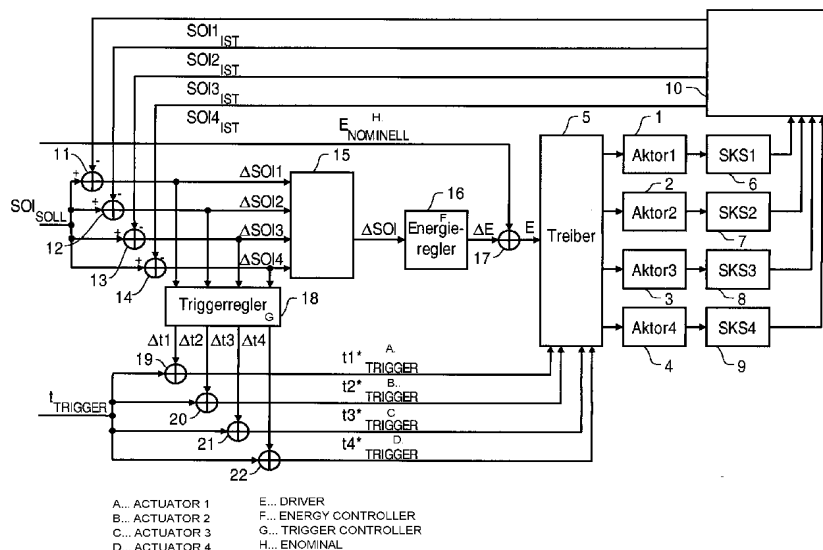 SOI1IST
SOI2IST
SOI3IST
SOI4IST
10
H
ENOMINELL
5
1
11 + -
ΔSOI1
15
Aktor1 SKS1
16
2
6
SOISOLL
+ -
ΔSOI2
F
Energie-
regler
Aktor2 SKS2
12
ΔSOI
ΔE
E
Treiber
7
+ -
ΔSOI3
17
13
Aktor3 SKS3
+ -
ΔSOI4
14
3
8
Triggerregler
G
18
Aktor4 SKS4
Δt1 Δt2 Δt3 Δt4
4
9
19
A.
t1*TRIGGER
B..
t2*TRIGGER
tTRIGGER
20
C
t3*TRIGGER
21
D
t4*TRIGGER
22
A... ACTUATOR 1
B... ACTUATOR 2
C... ACTUATOR 3
D... ACTUATOR 4
E... DRIVER
F... ENERGY CONTROLLER
G... TRIGGER CONTROLLER
H... ENOMINAL